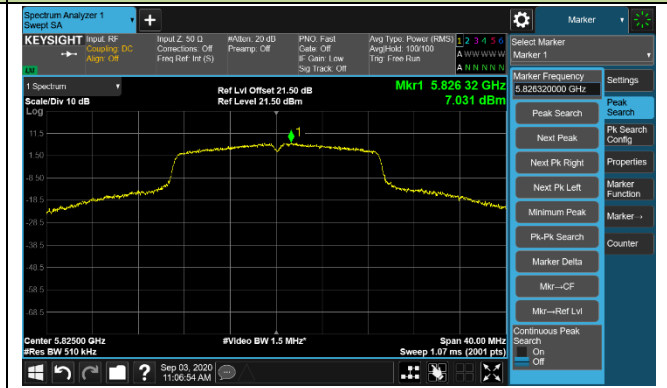 Spectrum Analyzer 1
Swept SA
Marker
KEYSIGHT
Input: RF
Coupling: DC
Align: Off
Input Z: 50 Ω
Corrections: Off
Freq Ref: Int (S)
#Atten: 20 dB
Preamp: Off
PNO: Fast
Gate: Off
IF Gain: Low
Sig Track: Off
Avg Type: Power (RMS)
Avg|Hold: 100/100
Trig: Free Run
1 2 3 4 5 6
A W W W W W
A N N N N N
Select Marker
Marker 1
1 Spectrum
Scale/Div 10 dB
Log
Ref Lvl Offset 21.50 dB
Ref Level 21.50 dBm
Mkr1 5.826 32 GHz
7.031 dBm
11.5
1.50
-8.50
-18.5
-28.5
-38.5
-48.5
-58.5
-68.5
1
Center 5.82500 GHz
#Res BW 510 kHz
#Video BW 1.5 MHz*
Span 40.00 MHz
Sweep 1.07 ms (2001 pts)
Marker Frequency
5.826320000 GHz
Peak Search
Next Peak
Next Pk Right
Next Pk Left
Minimum Peak
Pk-Pk Search
Marker Delta
Mkr→CF
Mkr→Ref Lvl
Continuous Peak
Search
On
Off
Settings
Peak
Search
Pk Search
Config
Properties
Marker
Function
Marker→
Counter
Sep 03, 2020
11:06:54 AM